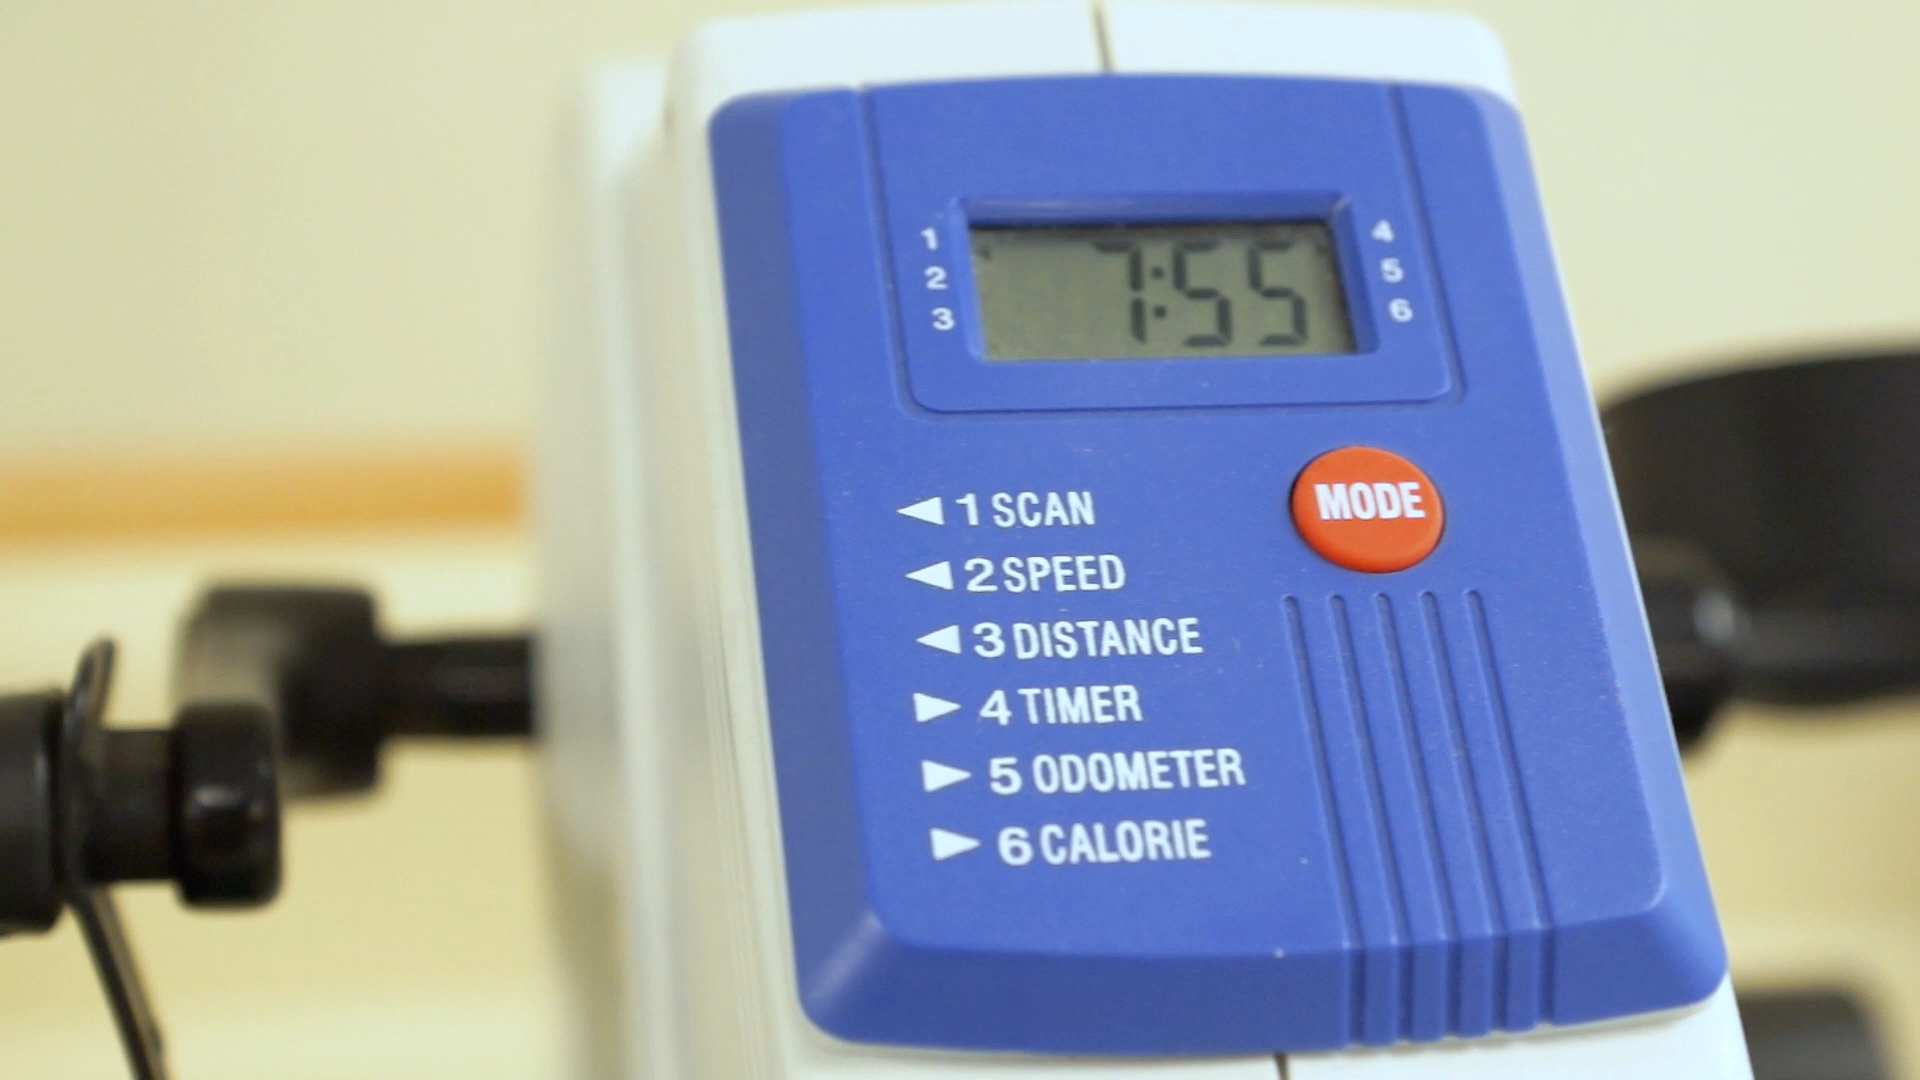 1
2
3
7:55
4
5
6
MODE
1 SCAN
2 SPEED
3 DISTANCE
4 TIMER
5 ODOMETER
6 CALORIE